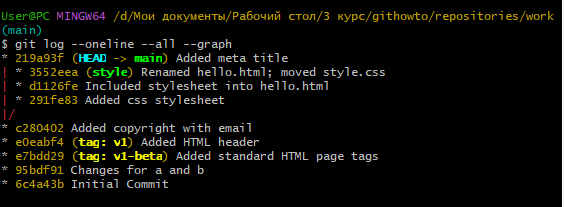 User@PC MINGW64 /d/Мои документы/Рабочий стол/3 курс/githowto/repositories/work
(main)
$ git log --oneline --all --graph
* 219a93f (HEAD -> main) Added meta title
| * 3552eea (style) Renamed hello.html; moved style.css
| * d1126fe Included stylesheet into hello.html
| * 291fe83 Added css stylesheet
|/
* c280402 Added copyright with email
* e0eabf4 (tag: v1) Added HTML header
* e7bdd29 (tag: v1-beta) Added standard HTML page tags
* 95bdf91 Changes for a and b
* 6c4a43b Initial Commit